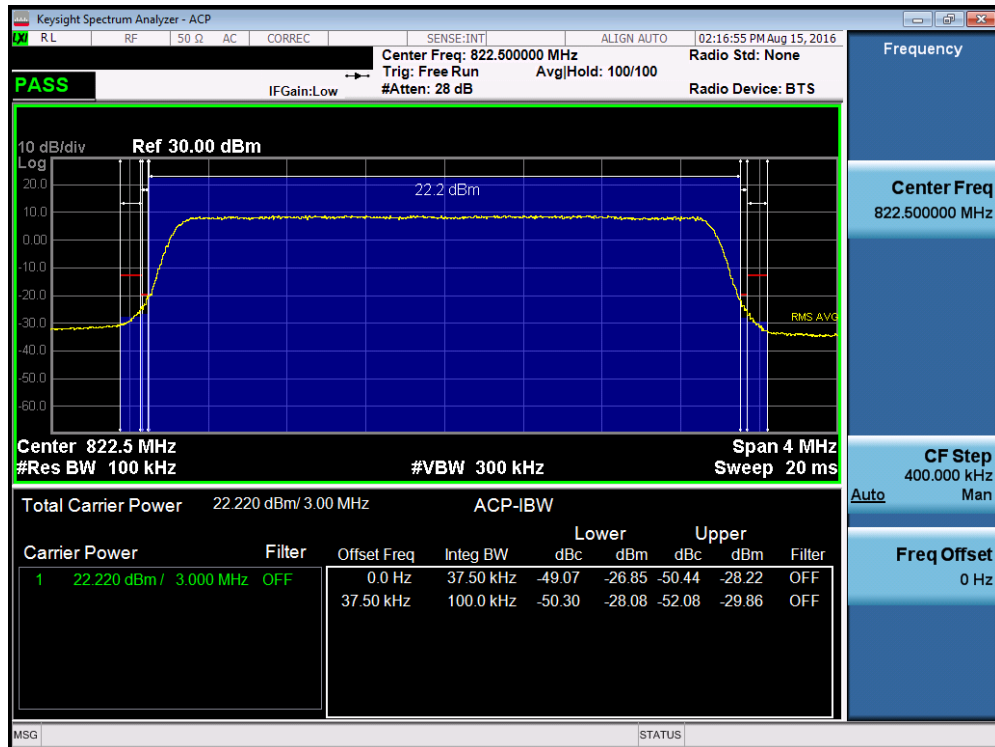 Keysight Spectrum Analyzer - ACP
LXI RL RF 50 Ω AC CORREC SENSE:INT ALIGN AUTO 02:16:55 PM Aug 15, 2016
Center Freq: 822.500000 MHz Radio Std: None
Trig: Free Run Avg|Hold: 100/100
PASS IFGain:Low #Atten: 28 dB Radio Device: BTS
10 dB/div Ref 30.00 dBm
Log
20.0
22.2 dBm
10.0
0.00
-10.0
-20.0
-30.0
RMS AVG
-40.0
-50.0
-60.0
Center 822.5 MHz Span 4 MHz
#Res BW 100 kHz #VBW 300 kHz Sweep 20 ms
Total Carrier Power 22.220 dBm/ 3.00 MHz ACP-IBW
Lower Upper
Carrier Power Filter Offset Freq Integ BW dBc dBm dBc dBm Filter
1 22.220 dBm / 3.000 MHz OFF 0.0 Hz 37.50 kHz -49.07 -26.85 -50.44 -28.22 OFF
37.50 kHz 100.0 kHz -50.30 -28.08 -52.08 -29.86 OFF
MSG STATUS
Frequency
Center Freq
822.500000 MHz
CF Step
400.000 kHz
Auto Man
Freq Offset
0 Hz